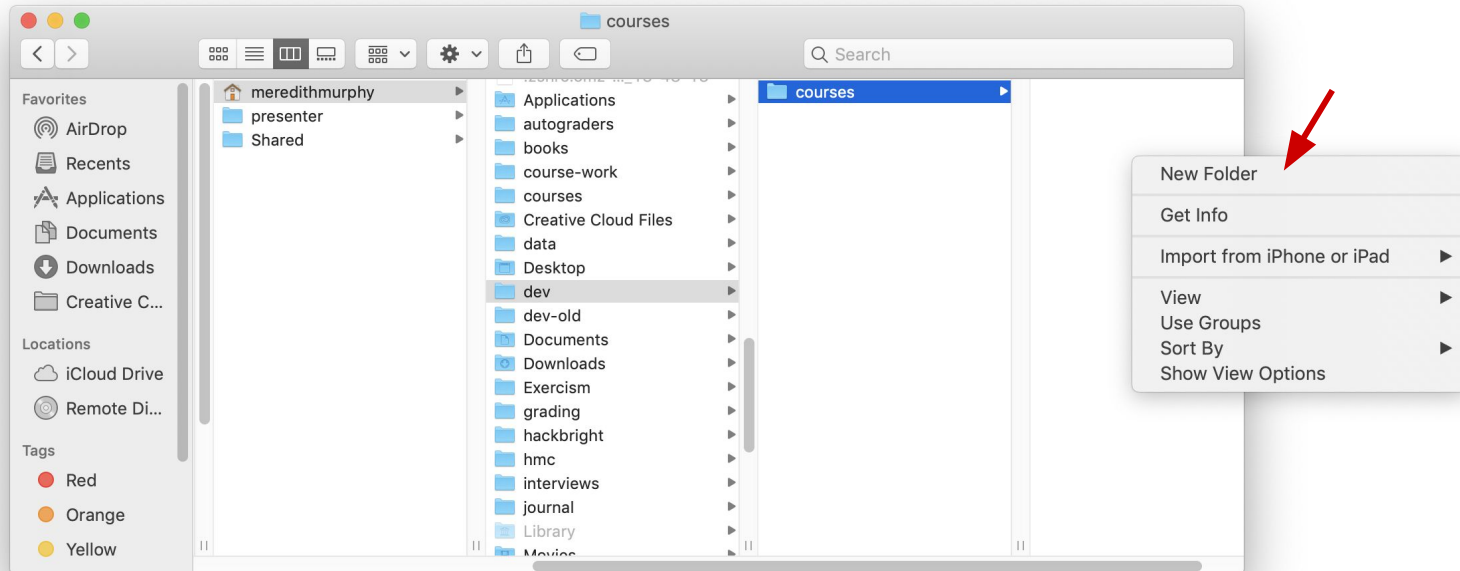 courses
Search
Favorites
AirDrop
Recents
Applications
Documents
Downloads
Creative C...
Locations
iCloud Drive
Remote Di...
Tags
Red
Orange
Yellow
meredithmurphy
presenter
Shared
Applications
autograders
books
course-work
courses
Creative Cloud Files
data
Desktop
dev
dev-old
Documents
Downloads
Exercism
grading
hackbright
hmc
interviews
journal
Library
Movies
courses
New Folder
Get Info
Import from iPhone or iPad
View
Use Groups
Sort By
Show View Options